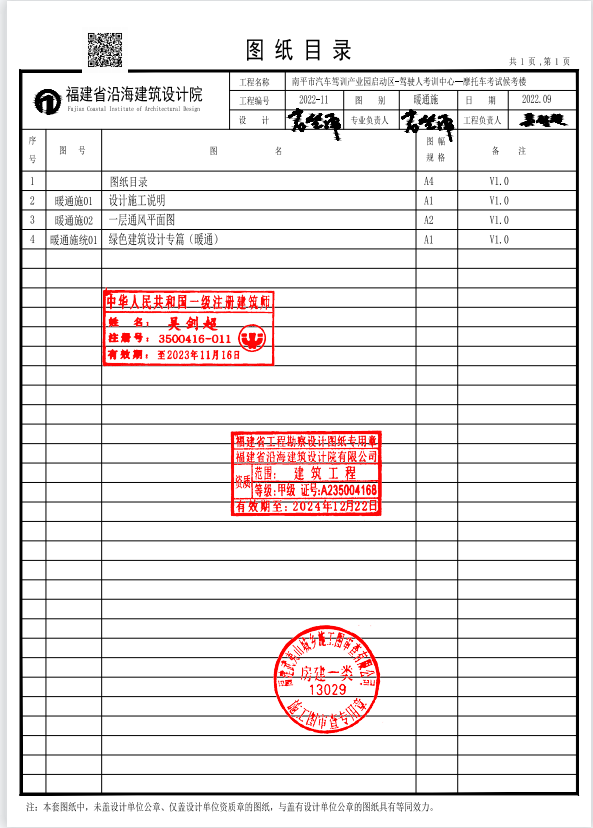 图纸目录
共 1 页 ,第 1 页
福建省沿海建筑设计院
Fujian Coastal Institute of Architectural Design
工程名称 南平市汽车驾训产业园启动区-驾驶人考训中心—摩托车考试候考楼
工程编号 2022-11 图 别 暖通施 日 期 2022.09
设 计 专业负责人 工程负责人
序号 图 号 图 名 图幅规格 备 注
1 图纸目录 A4 V1.0
2 暖通施01 设计施工说明 A1 V1.0
3 暖通施02 一层通风平面图 A2 V1.0
4 暖通施统01 绿色建筑设计专篇（暖通） A1 V1.0
中华人民共和国一级注册建筑师
姓 名： 吴剑超
注册号： 3500416-011
有效期： 至2023年11月16日
福建省工程勘察设计图纸专用章
福建省沿海建筑设计院有限公司
资质 范围： 建筑工程
等级:甲级 证号:A235004168
有效期至：2024年12月22日
福建武夷山城乡施工图审查有限公司
房建一类
13029
施工图审查专用章
注：本套图纸中，未盖设计单位公章、仅盖设计单位资质章的图纸，与盖有设计单位公章的图纸具有等同效力。